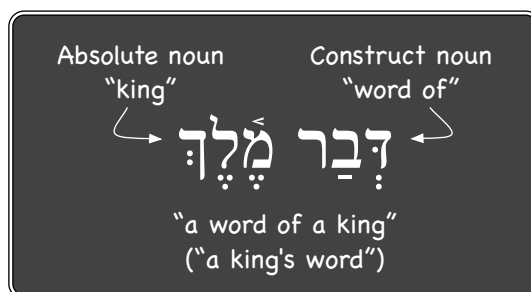 Absolute noun
“king”
Construct noun
“word of”
דְּבַר מֶ֫לֶךְ
“a word of a king”
(“a king's word”)